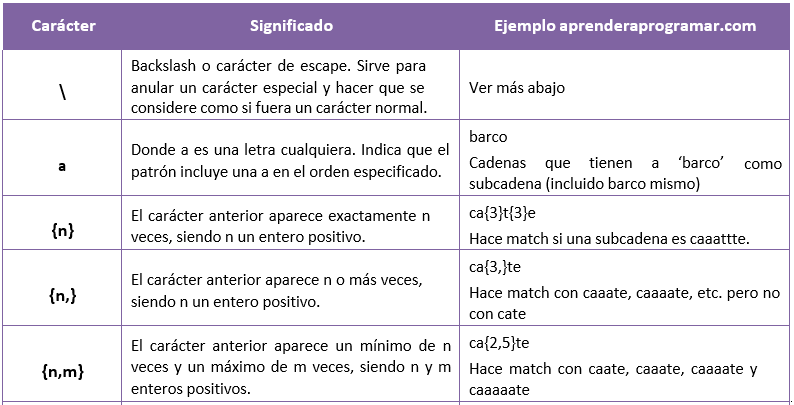 Carácter Significado Ejemplo aprenderaprogramar.com
\
Backslash o carácter de escape. Sirve para
anular un carácter especial y hacer que se
considere como si fuera un carácter normal.
Ver más abajo
a
Donde a es una letra cualquiera. Indica que el
patrón incluye una a en el orden especificado.
barco
Cadenas que tienen a ‘barco’ como
subcadena (incluido barco mismo)
{n}
El carácter anterior aparece exactamente n
veces, siendo n un entero positivo.
ca{3}t{3}e
Hace match si una subcadena es caaattte.
{n,}
El carácter anterior aparece n o más veces,
siendo n un entero positivo.
ca{3,}te
Hace match con caaate, caaaate, etc. pero no
con cate
{n,m}
El carácter anterior aparece un mínimo de n
veces y un máximo de m veces, siendo n y m
enteros positivos.
ca{2,5}te
Hace match con caate, caaate, caaaate y
caaaaate